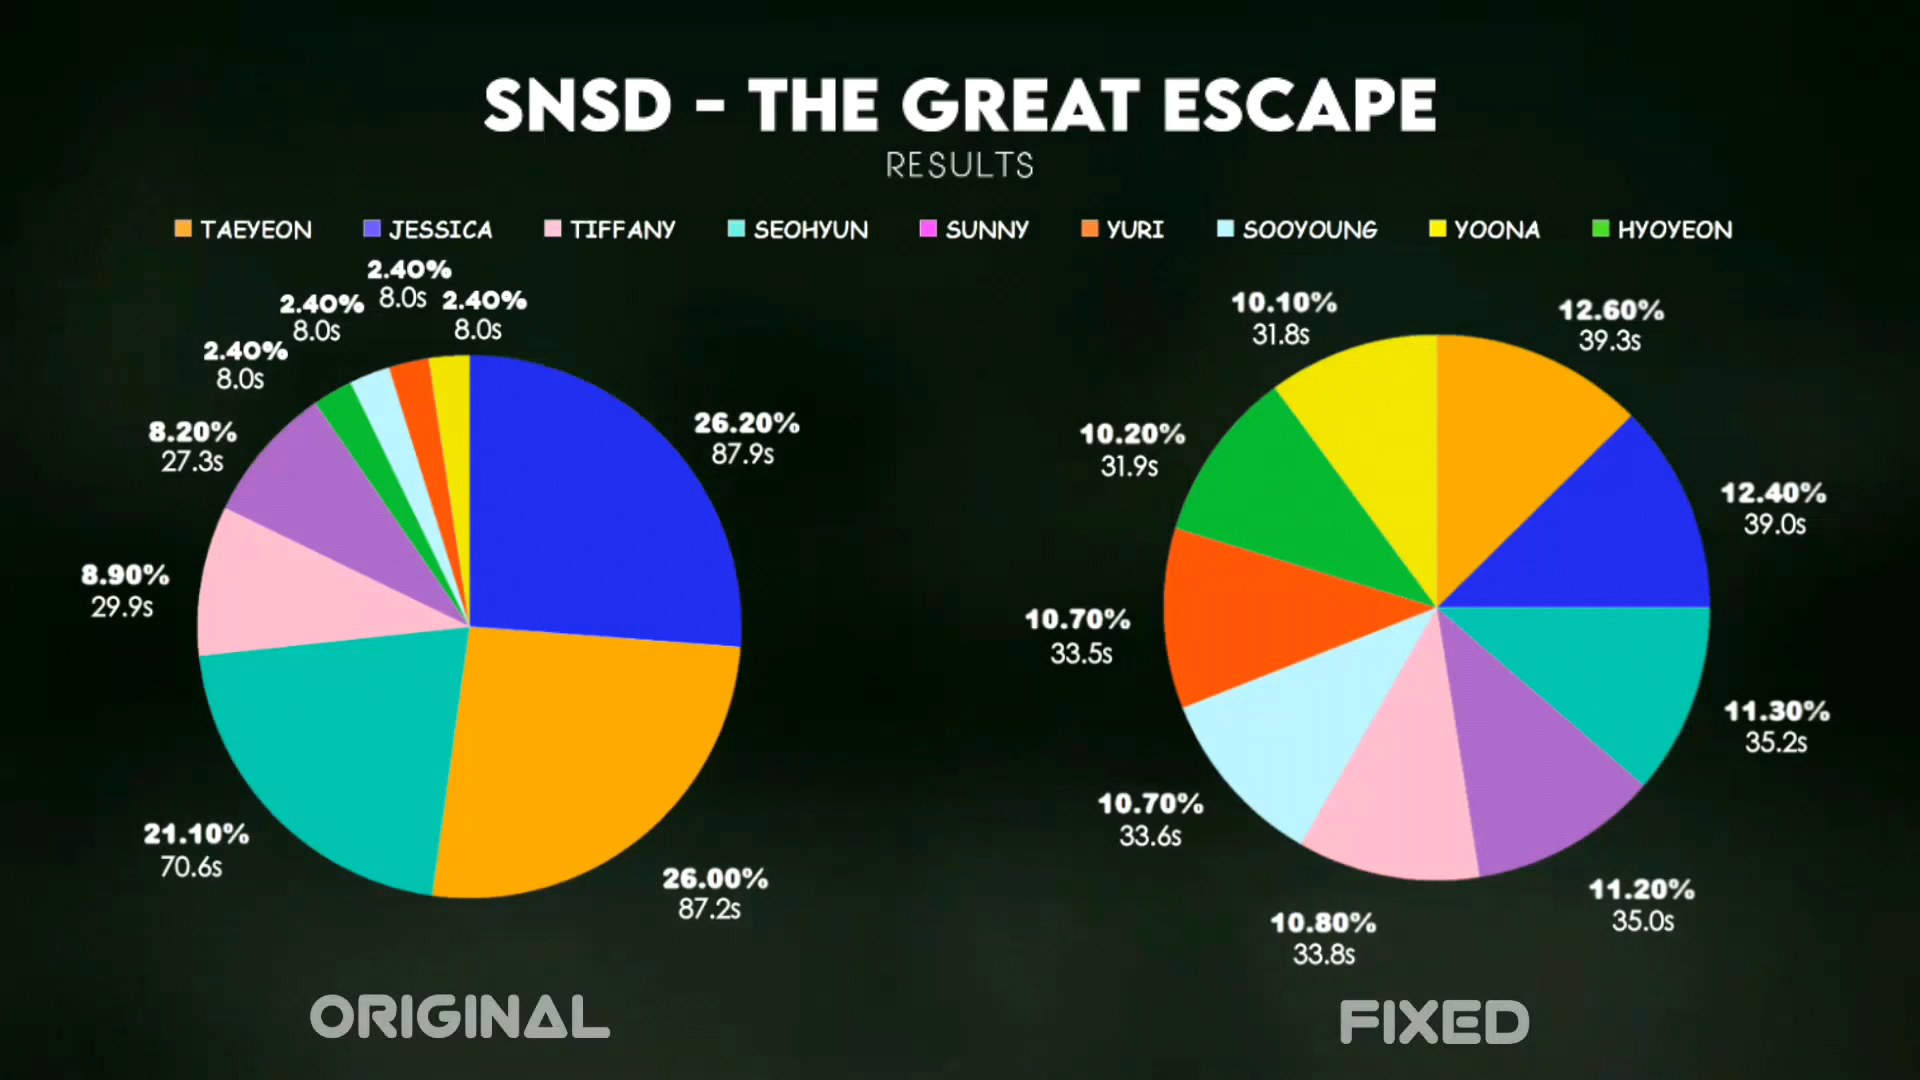 SNSD - THE GREAT ESCAPE
RESULTS
TAEYEON JESSICA TIFFANY SEOHYUN SUNNY YURI SOOYOUNG YOONA HYOYEON
2.40%
8.0s
2.40%
8.0s
2.40%
8.0s
2.40%
8.0s
8.20%
27.3s
8.90%
29.9s
21.10%
70.6s
26.20%
87.9s
26.00%
87.2s
ORIGINAL
10.10%
31.8s
12.60%
39.3s
10.20%
31.9s
12.40%
39.0s
10.70%
33.5s
11.30%
35.2s
10.70%
33.6s
11.20%
35.0s
10.80%
33.8s
FIXED